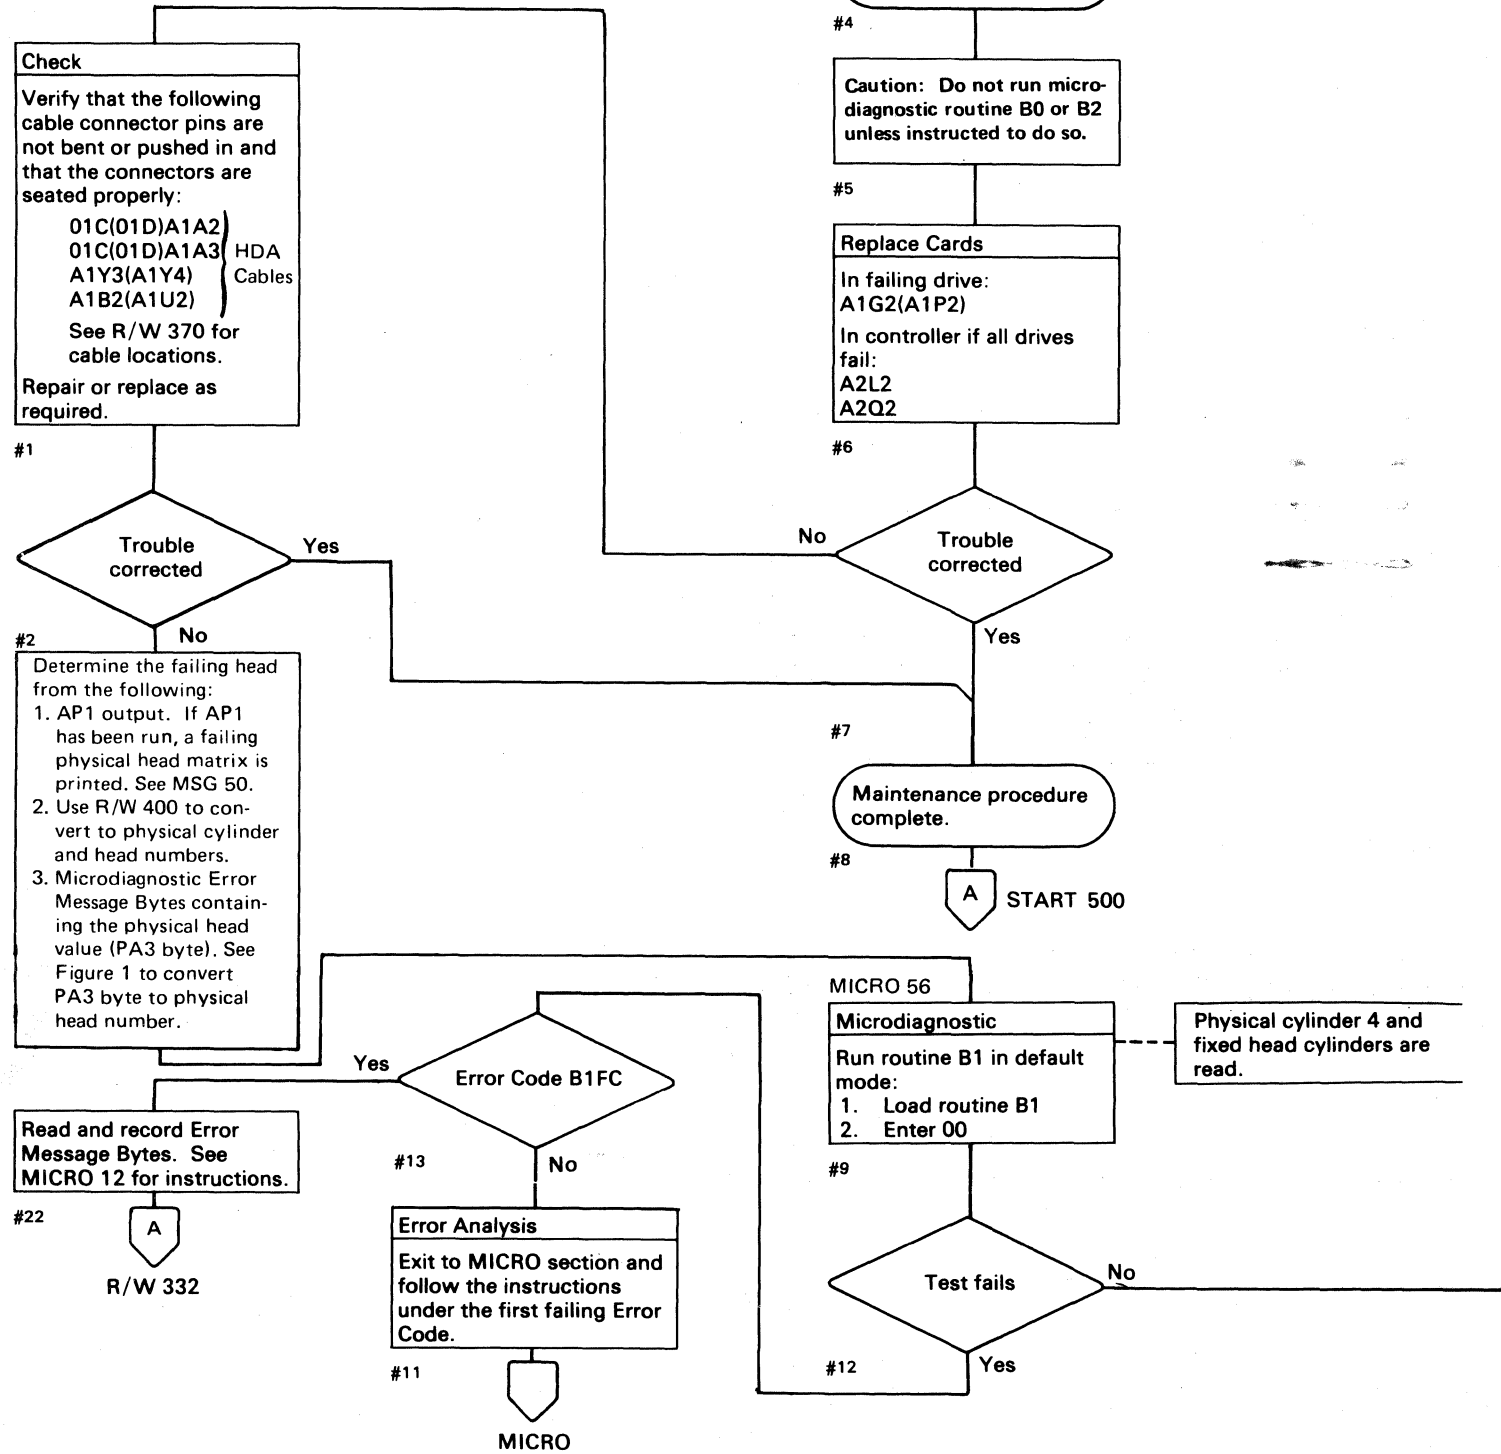 #4
Caution: Do not run micro-
diagnostic routine B0 or B2
unless instructed to do so.
#5
Replace Cards
In failing drive:
A1G2(A1P2)
In controller if all drives
fail:
A2L2
A2Q2
#6
Trouble
corrected
No
Yes
Check
Verify that the following
cable connector pins are
not bent or pushed in and
that the connectors are
seated properly:
01C(01D)A1A2
01C(01D)A1A3
A1Y3(A1Y4)
A1B2(A1U2)
HDA
Cables
See R/W 370 for
cable locations.
Repair or replace as
required.
#1
Trouble
corrected
Yes
No
#2
Determine the failing head
from the following:
1. AP1 output. If AP1
has been run, a failing
physical head matrix is
printed. See MSG 50.
2. Use R/W 400 to con-
vert to physical cylinder
and head numbers.
3. Microdiagnostic Error
Message Bytes contain-
ing the physical head
value (PA3 byte). See
Figure 1 to convert
PA3 byte to physical
head number.
#7
Maintenance procedure
complete.
#8
A
START 500
MICRO 56
Microdiagnostic
Run routine B1 in default
mode:
1. Load routine B1
2. Enter 00
Physical cylinder 4 and
fixed head cylinders are
read.
#9
Test fails
No
Yes
#12
Error Code B1FC
Yes
No
#13
Read and record Error
Message Bytes. See
MICRO 12 for instructions.
#22
A
R/W 332
Error Analysis
Exit to MICRO section and
follow the instructions
under the first failing Error
Code.
#11
MICRO